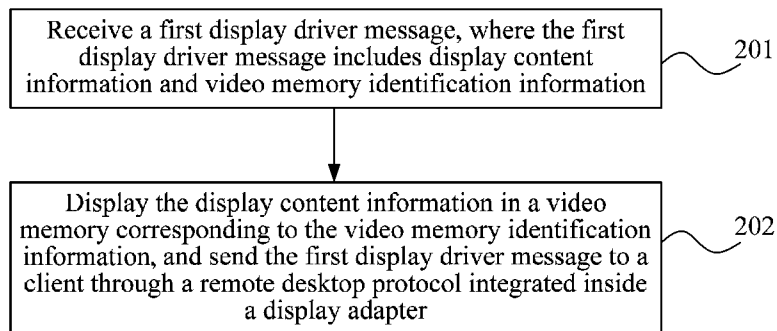 Receive a first display driver message, where the first
display driver message includes display content
information and video memory identification information
201
Display the display content information in a video
memory corresponding to the video memory identification
information, and send the first display driver message to a
client through a remote desktop protocol integrated inside
a display adapter
202